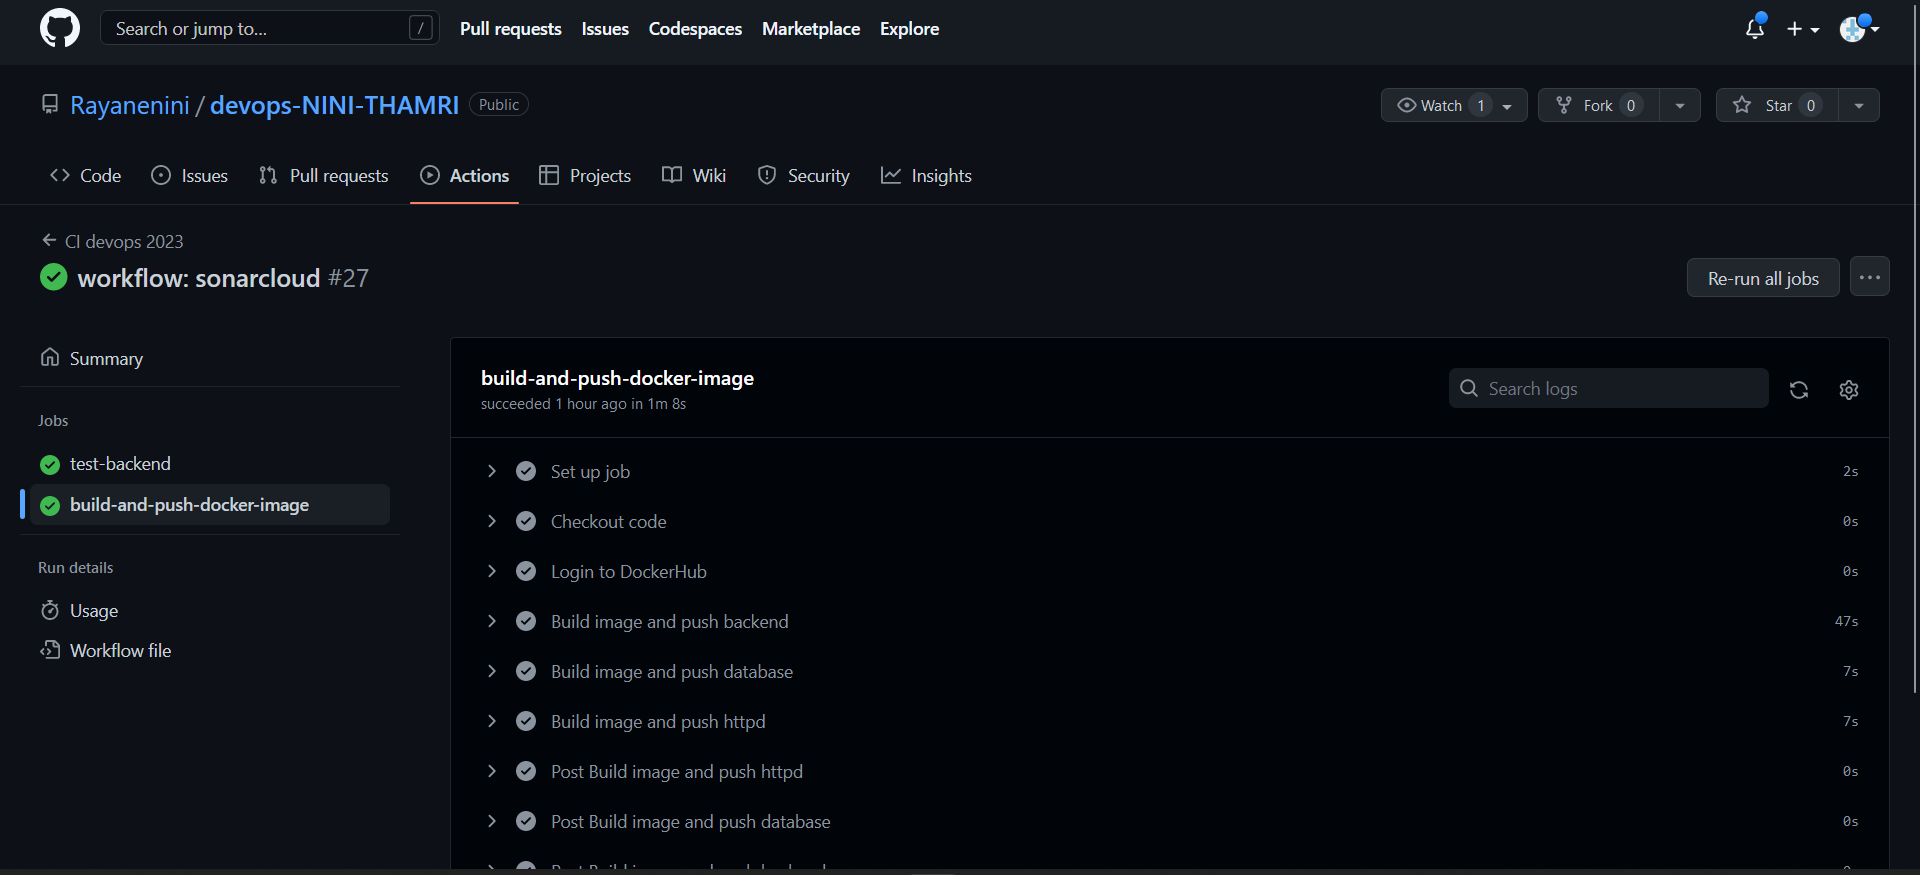 Search or jump to... /
Pull requests Issues Codespaces Marketplace Explore
Rayanenini / devops-NINI-THAMRI Public
Watch 1 Fork 0 Star 0
Code Issues Pull requests Actions Projects Wiki Security Insights
CI devops 2023
workflow: sonarcloud #27
Re-run all jobs
Summary
Jobs
test-backend
build-and-push-docker-image
Run details
Usage
Workflow file
build-and-push-docker-image
succeeded 1 hour ago in 1m 8s
Search logs
Set up job 2s
Checkout code 0s
Login to DockerHub 0s
Build image and push backend 47s
Build image and push database 7s
Build image and push httpd 7s
Post Build image and push httpd 0s
Post Build image and push database 0s